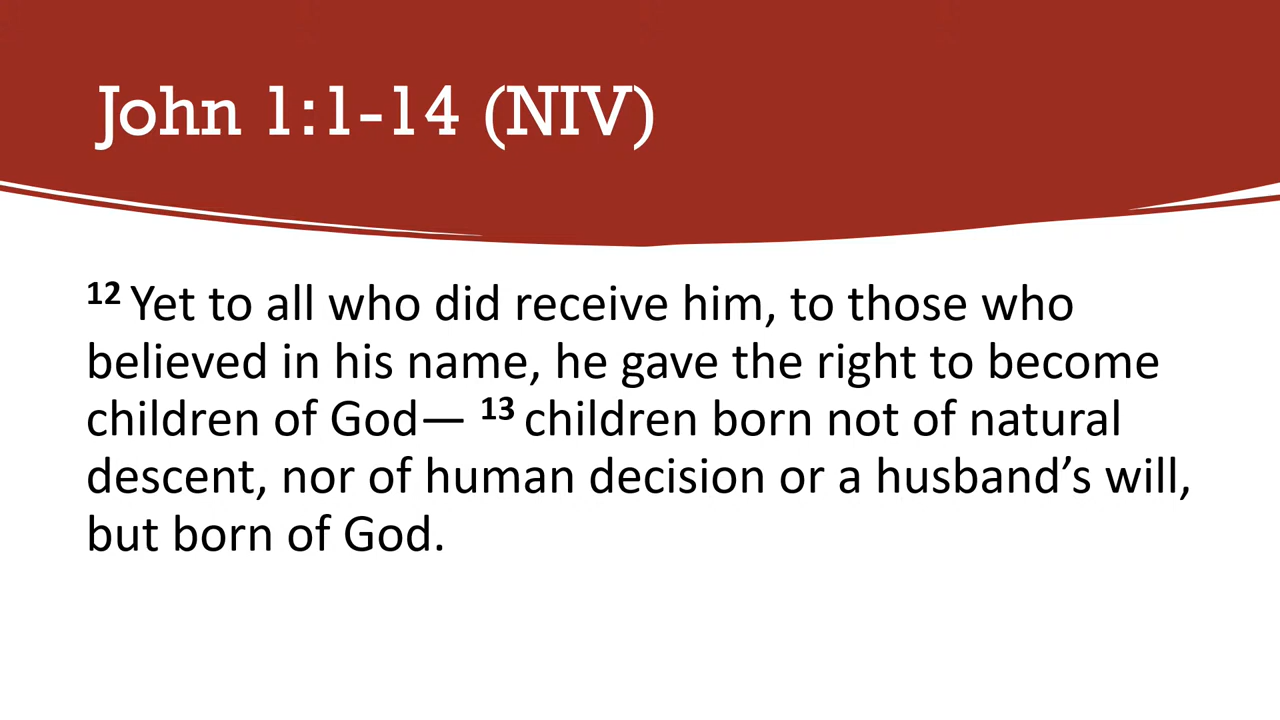 John 1:1-14 (NIV)
12 Yet to all who did receive him, to those who
believed in his name, he gave the right to become
children of God— 13 children born not of natural
descent, nor of human decision or a husband’s will,
but born of God.